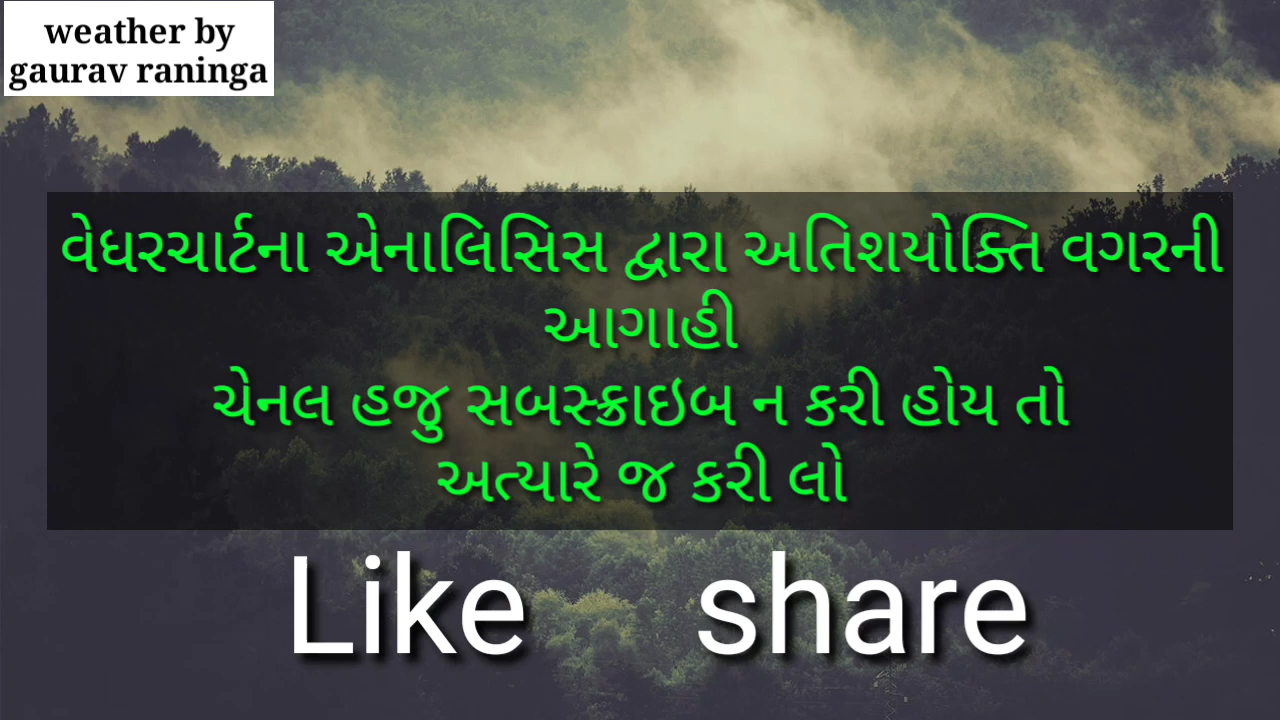 weather by
gaurav raninga
વેધરચાર્ટના એનાલિસિસ દ્વારા અતિશયોક્તિ વગરની
આગાહી
ચેનલ હજુ સબસ્ક્રાઇબ ન કરી હોય તો
અત્યારે જ કરી લો
Like share